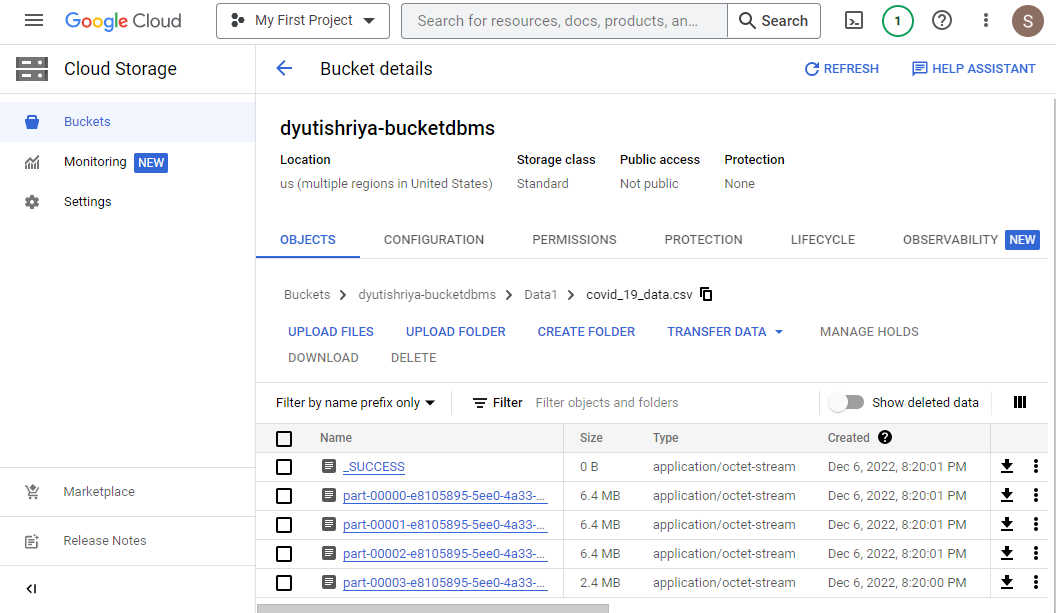 Google Cloud
My First Project
Search for resources, docs, products, an...
Search
1
S
Cloud Storage
Bucket details
REFRESH
HELP ASSISTANT
Buckets
Monitoring NEW
Settings
Marketplace
Release Notes
dyutishriya-bucketdbms
Location Storage class Public access Protection
us (multiple regions in United States) Standard Not public None
OBJECTS CONFIGURATION PERMISSIONS PROTECTION LIFECYCLE OBSERVABILITY NEW
Buckets > dyutishriya-bucketdbms > Data1 > covid_19_data.csv
UPLOAD FILES UPLOAD FOLDER CREATE FOLDER TRANSFER DATA MANAGE HOLDS
DOWNLOAD DELETE
Filter by name prefix only Filter Filter objects and folders Show deleted data
Name Size Type Created
_SUCCESS 0 B application/octet-stream Dec 6, 2022, 8:20:01 PM
part-00000-e8105895-5ee0-4a33-... 6.4 MB application/octet-stream Dec 6, 2022, 8:20:01 PM
part-00001-e8105895-5ee0-4a33-... 6.4 MB application/octet-stream Dec 6, 2022, 8:20:01 PM
part-00002-e8105895-5ee0-4a33-... 6.4 MB application/octet-stream Dec 6, 2022, 8:20:01 PM
part-00003-e8105895-5ee0-4a33-... 2.4 MB application/octet-stream Dec 6, 2022, 8:20:00 PM